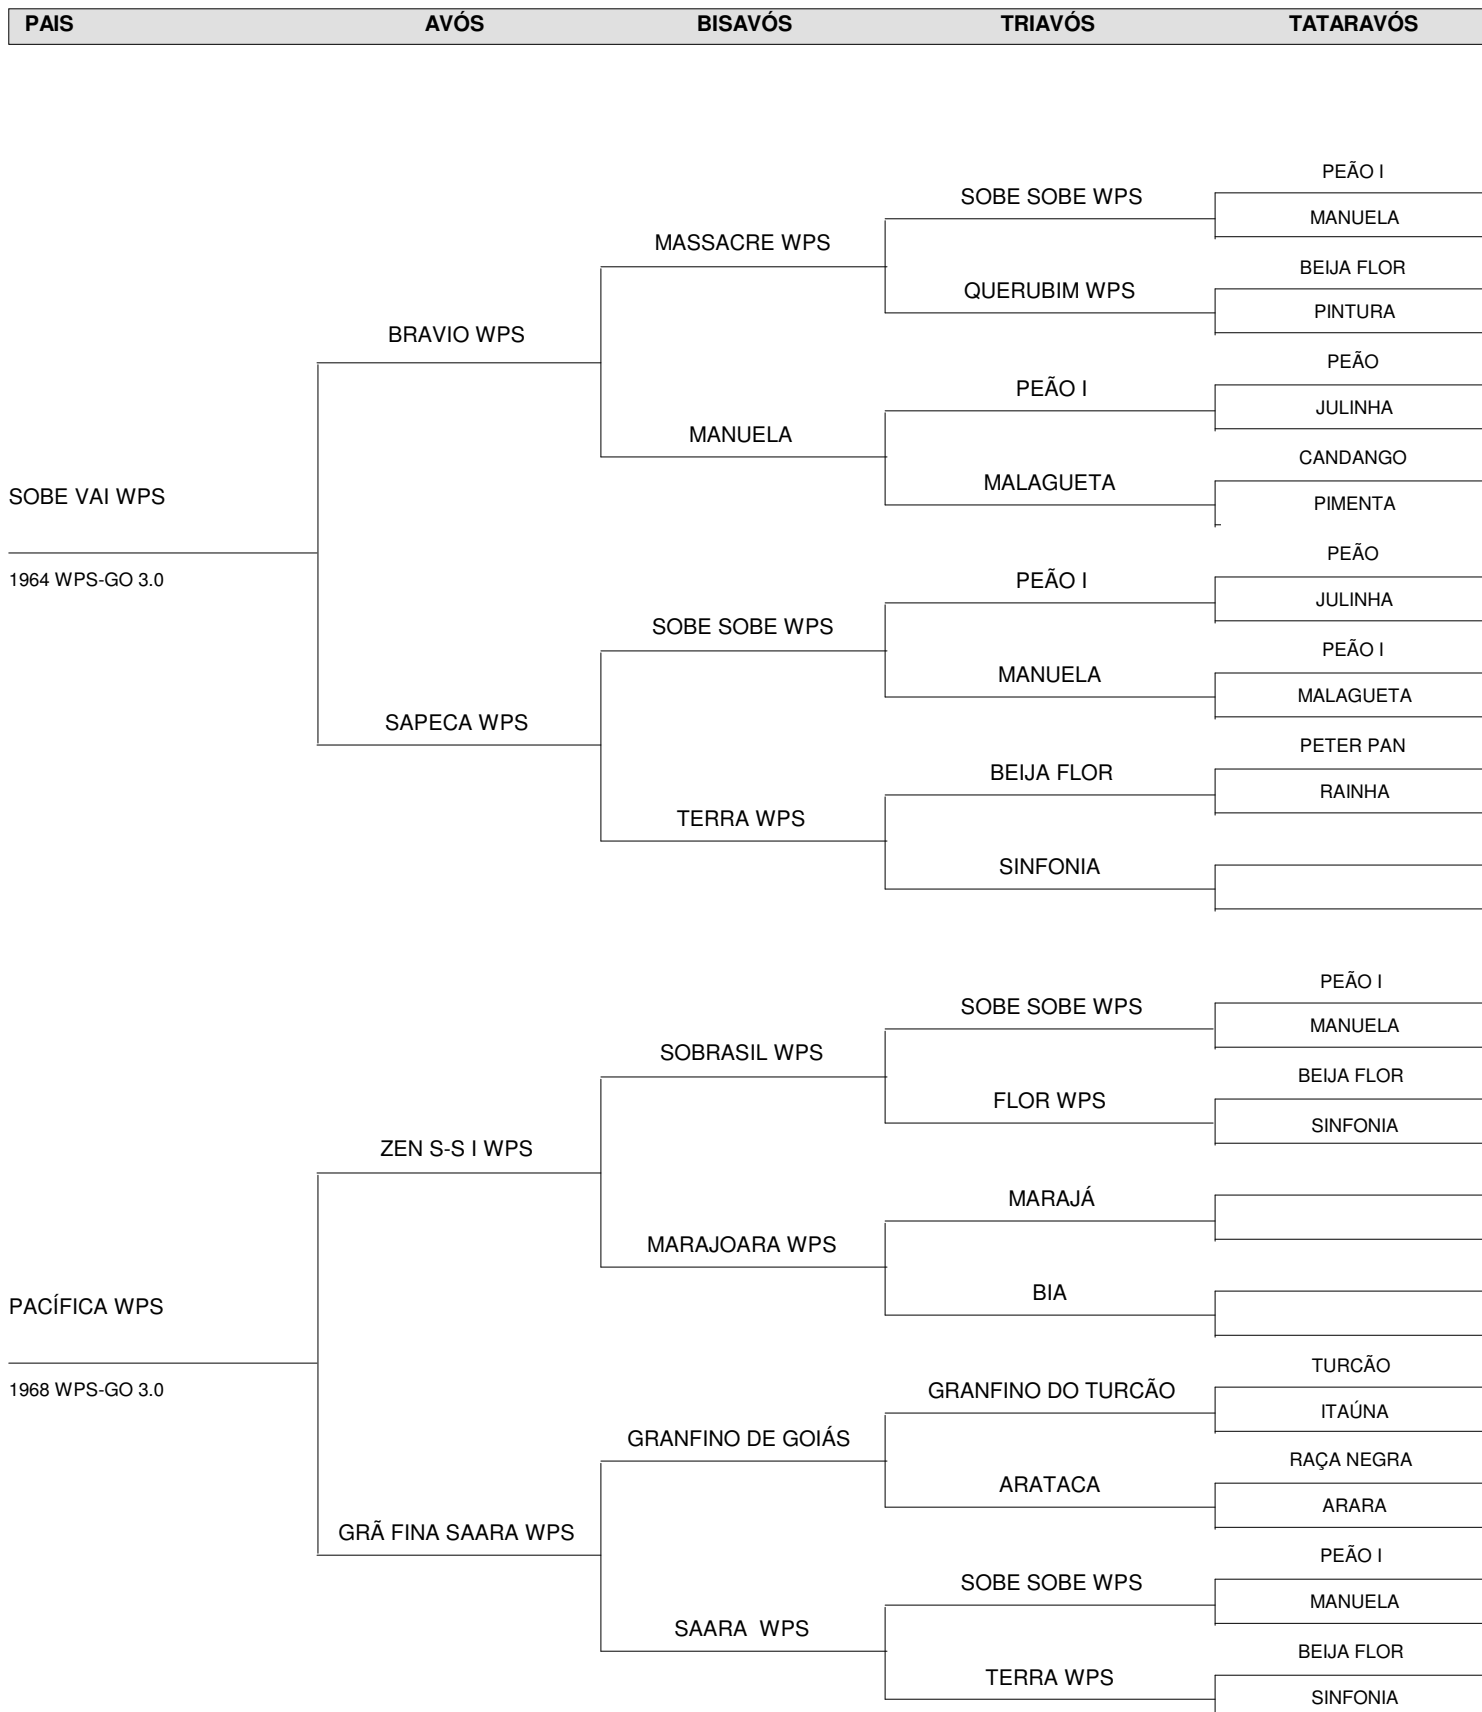 PAIS AVÓS BISAVÓS TRIAVÓS TATARAVÓS
PEÃO I
SOBE SOBE WPS
MANUELA
MASSACRE WPS
BEIJA FLOR
QUERUBIM WPS
PINTURA
BRAVIO WPS
PEÃO
PEÃO I
JULINHA
MANUELA
CANDANGO
MALAGUETA
SOBE VAI WPS
PIMENTA
PEÃO
1964 WPS-GO 3.0
PEÃO I
JULINHA
SOBE SOBE WPS
PEÃO I
MANUELA
MALAGUETA
SAPECA WPS
PETER PAN
BEIJA FLOR
RAINHA
TERRA WPS
SINFONIA
PEÃO I
SOBE SOBE WPS
MANUELA
SOBRASIL WPS
BEIJA FLOR
FLOR WPS
SINFONIA
ZEN S-S I WPS
MARAJÁ
MARAJOARA WPS
BIA
PACÍFICA WPS
TURCÃO
1968 WPS-GO 3.0
GRANFINO DO TURCÃO
ITAÚNA
GRANFINO DE GOIÁS
RAÇA NEGRA
ARATACA
ARARA
GRÃ FINA SAARA WPS
PEÃO I
SOBE SOBE WPS
MANUELA
SAARA WPS
BEIJA FLOR
TERRA WPS
SINFONIA